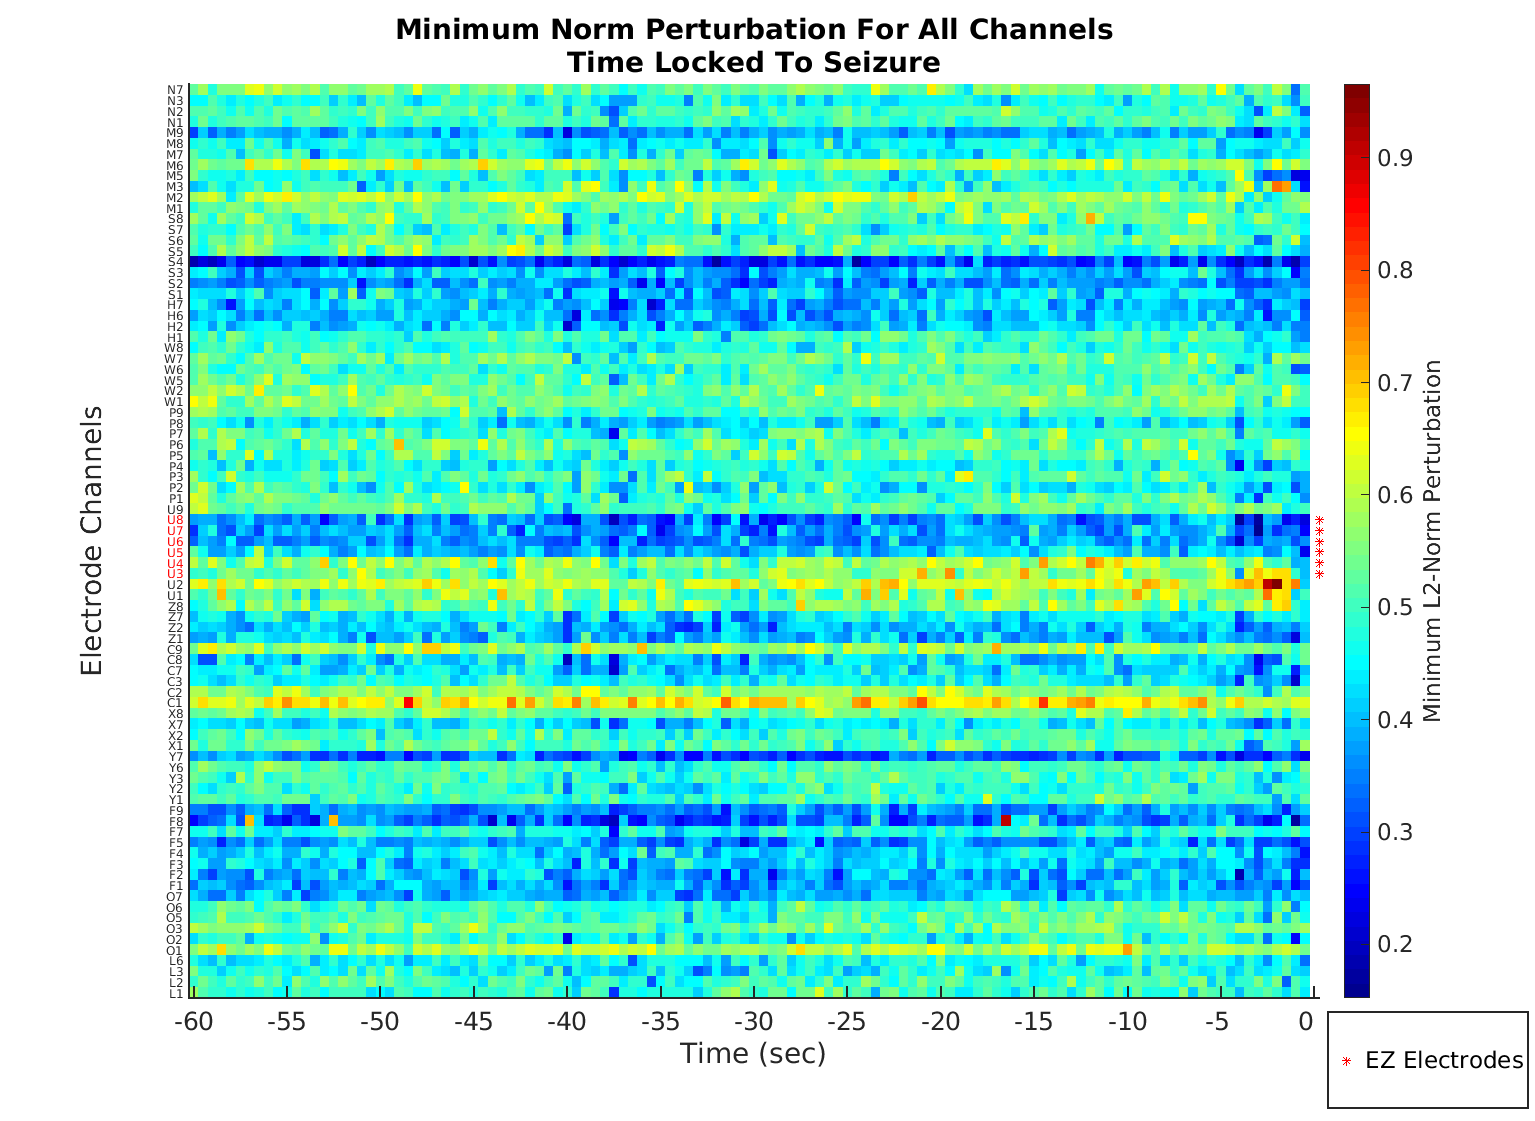 Minimum Norm Perturbation For All Channels
Time Locked To Seizure
Electrode Channels
N7
N3
N2
N1
M9
M8
M7
M6
M5
M3
M2
M1
S8
S7
S6
S5
S4
S3
S2
S1
H7
H6
H2
H1
W8
W7
W6
W5
W2
W1
P9
P8
P7
P6
P5
P4
P3
P2
P1
U9
U8
U7
U6
U5
U4
U3
U2
U1
Z8
Z7
Z2
Z1
C9
C8
C7
C3
C2
C1
X8
X7
X2
X1
Y7
Y6
Y3
Y2
Y1
F9
F8
F7
F5
F4
F3
F2
F1
O7
O6
O5
O3
O2
O1
L6
L3
L2
L1
-60 -55 -50 -45 -40 -35 -30 -25 -20 -15 -10 -5 0
Time (sec)
0.9
0.8
0.7
0.6
0.5
0.4
0.3
0.2
Minimum L2-Norm Perturbation
EZ Electrodes